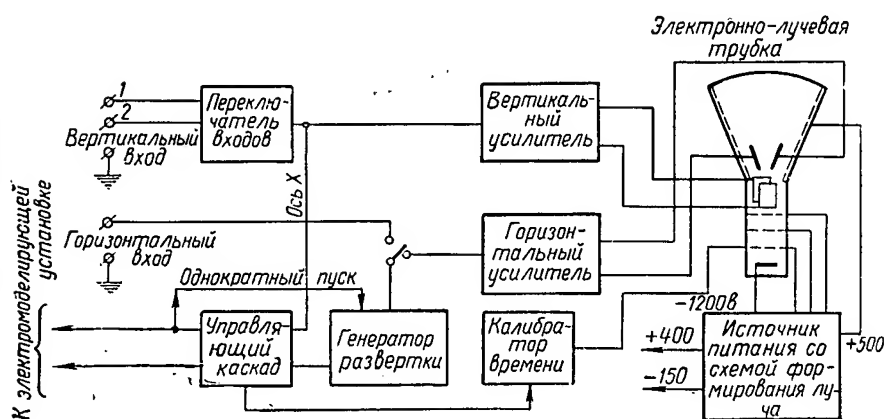 Электронно-лучевая
трубка
1
2
Вертикальный
вход
Переключ-
чатель
входов
Вертикаль-
ный
усилитель
Ось X
Горизонтальный
вход
Горизон-
тальный
усилитель
Однократный пуск
К электромоделирующей
установке
Управля-
ющий
каскад
Генератор
развертки
Калибра-
тор
времени
-1200в
+400
-150
Источник
питания со
схемой фор-
мирования лу-
ча
+500